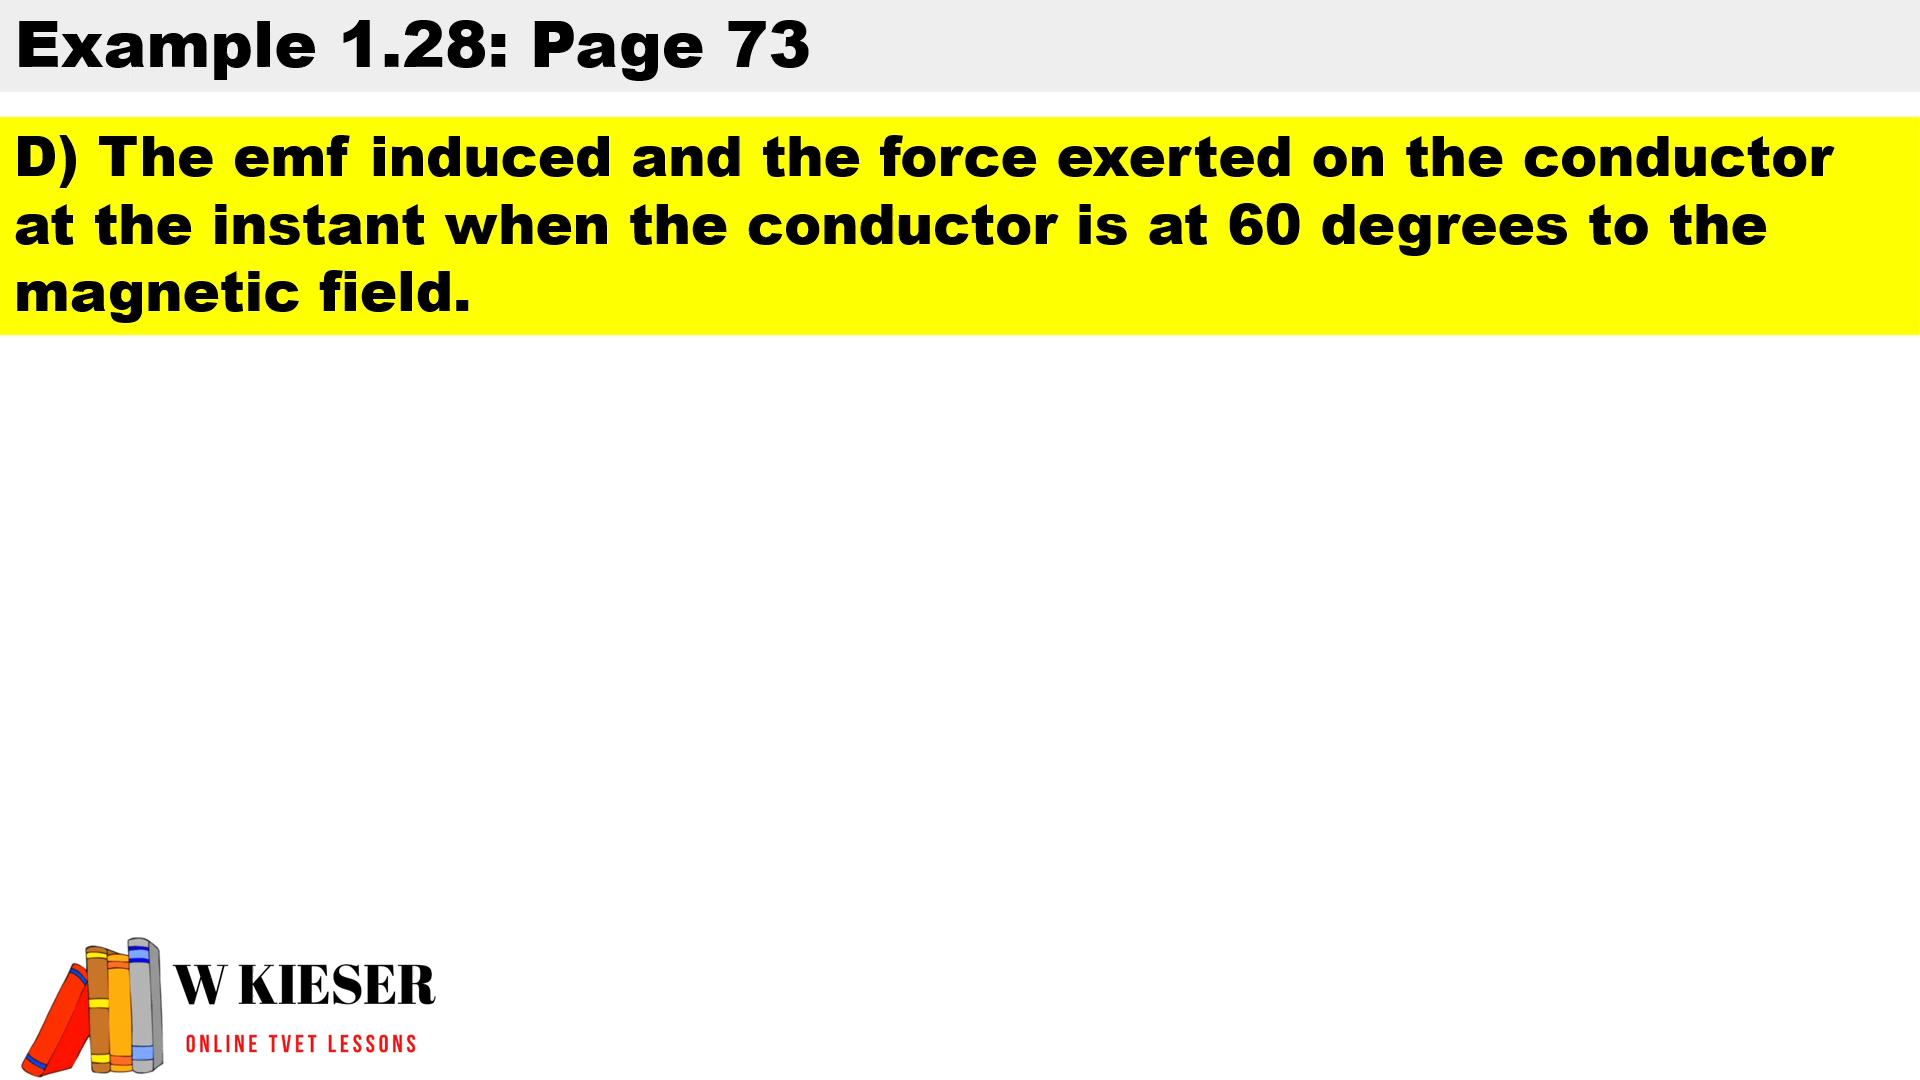 Example 1.28: Page 73
D) The emf induced and the force exerted on the conductor
at the instant when the conductor is at 60 degrees to the
magnetic field.
W KIESER
ONLINE TVET LESSONS